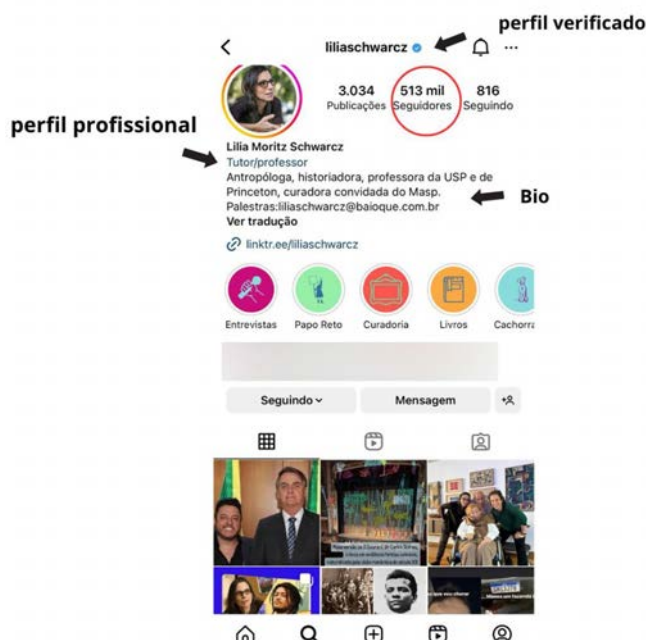 perfil verificado
liliaschwarcz
3.034 513 mil 816
Publicações Seguidores Seguindo
perfil profissional
Lilia Moritz Schwarcz
Tutor/professor
Antropóloga, historiadora, professora da USP e de
Princeton, curadora convidada do Masp.
Palestras:liliaschwarcz@baioque.com.br
Bio
Ver tradução
linktr.ee/liliaschwarcz
Entrevistas Papo Reto Curadoria Livros Cachorra
Seguindo Mensagem